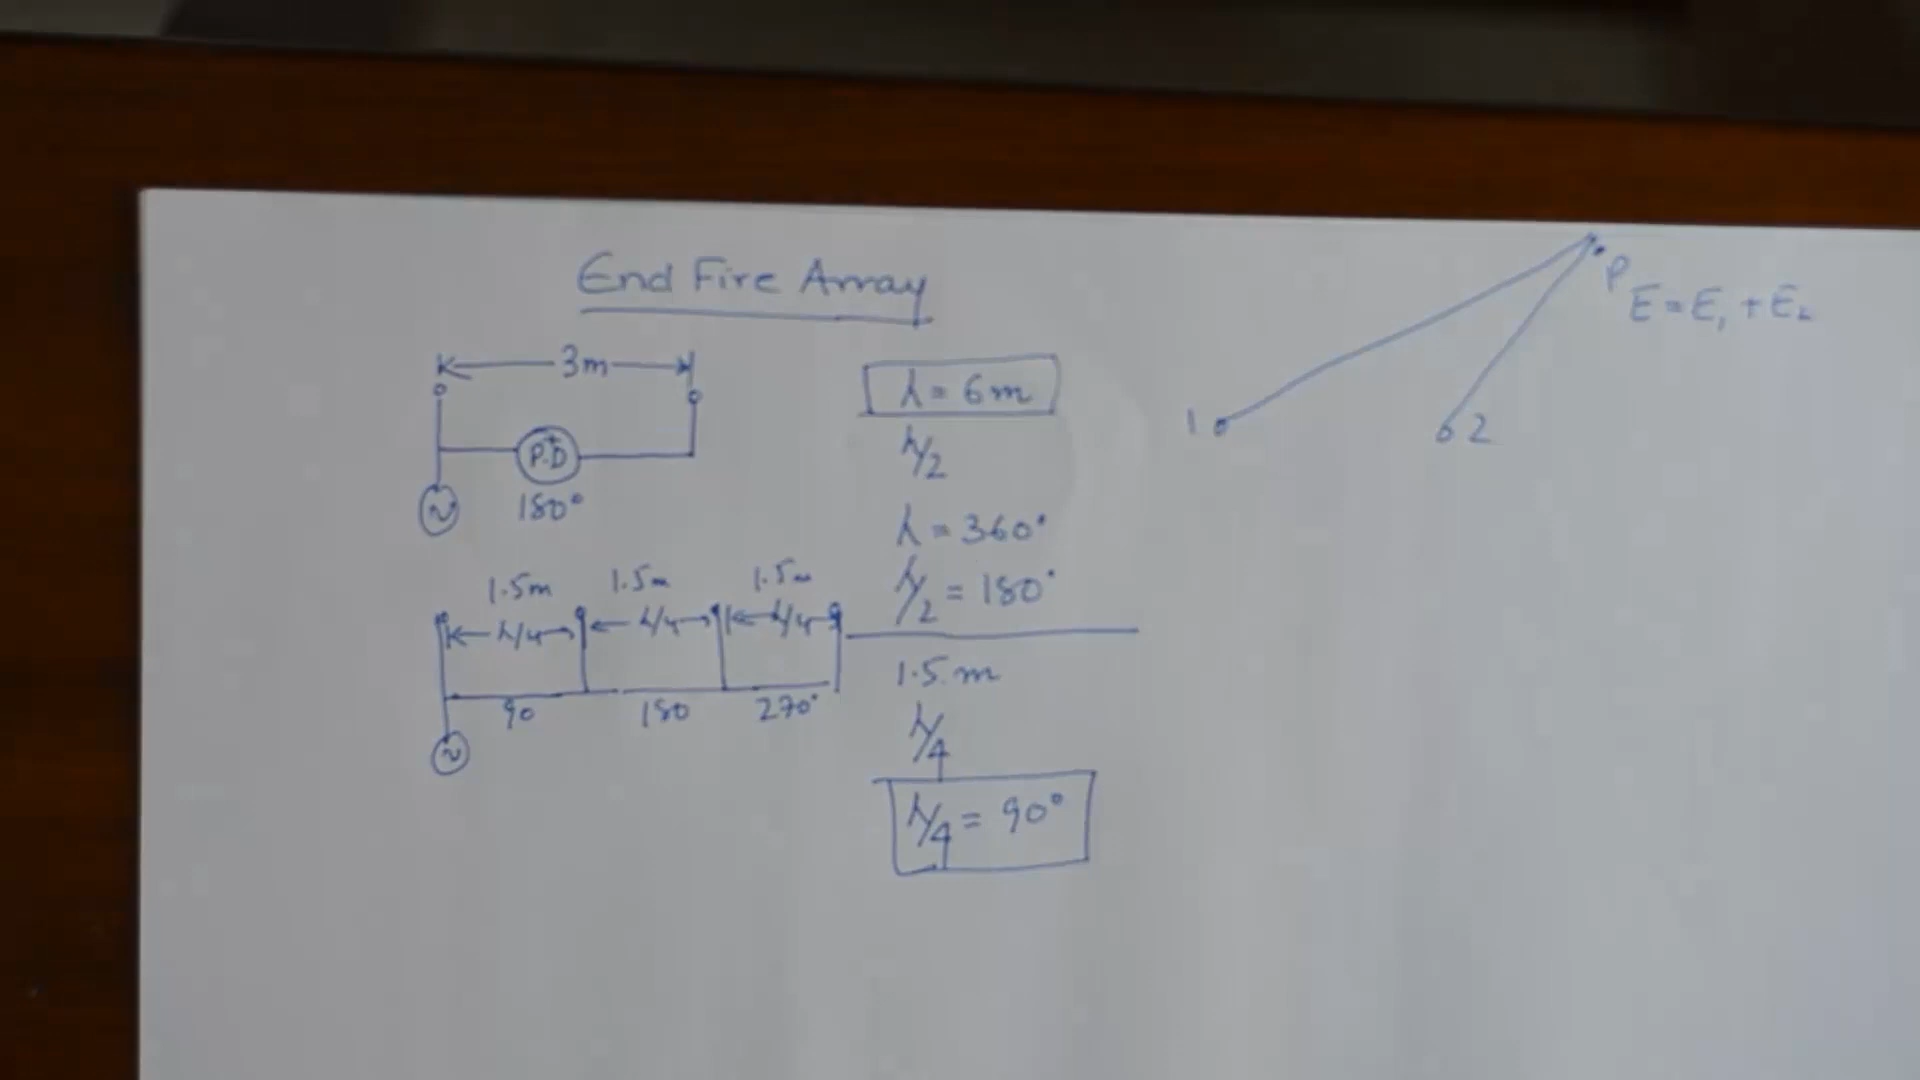 End Fire Array
3m
P.D
180°
~
1.5m 1.5m 1.5m
λ/4 λ/4 λ/4
90 180 270°
~
λ = 6m
λ/2
λ = 360°
λ/2 = 180°
1.5 m
λ/4
λ/4 = 90°
P
E = E₁ + E₂
1 2